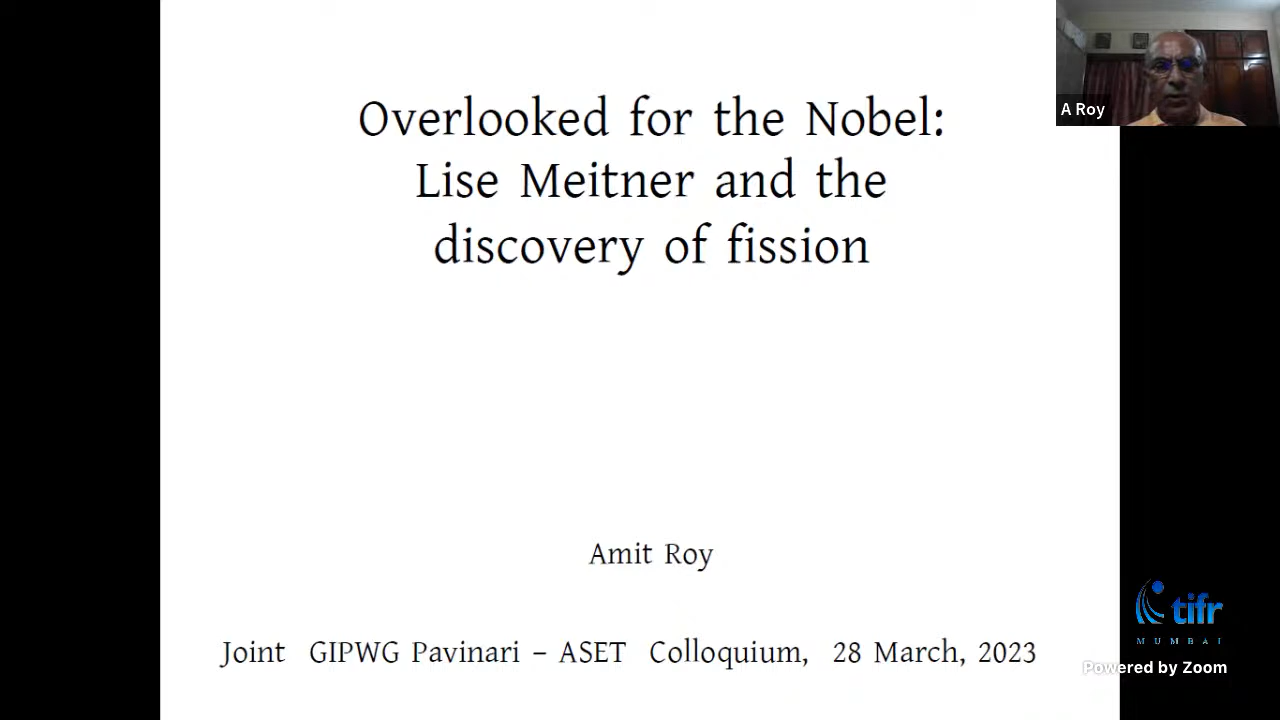 Overlooked for the Nobel:
Lise Meitner and the
discovery of fission
A Roy
Amit Roy
Joint GIPWG Pavinari – ASET Colloquium, 28 March, 2023
tifr
MUMBAI
Powered by Zoom